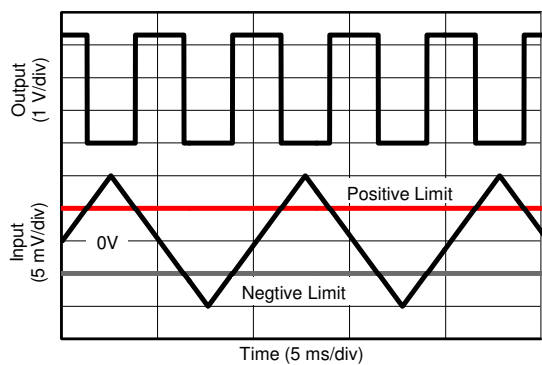 Output
(1 V/div)
Positive Limit
Input
(5 mV/div)
0V
Negtive Limit
Time (5 ms/div)